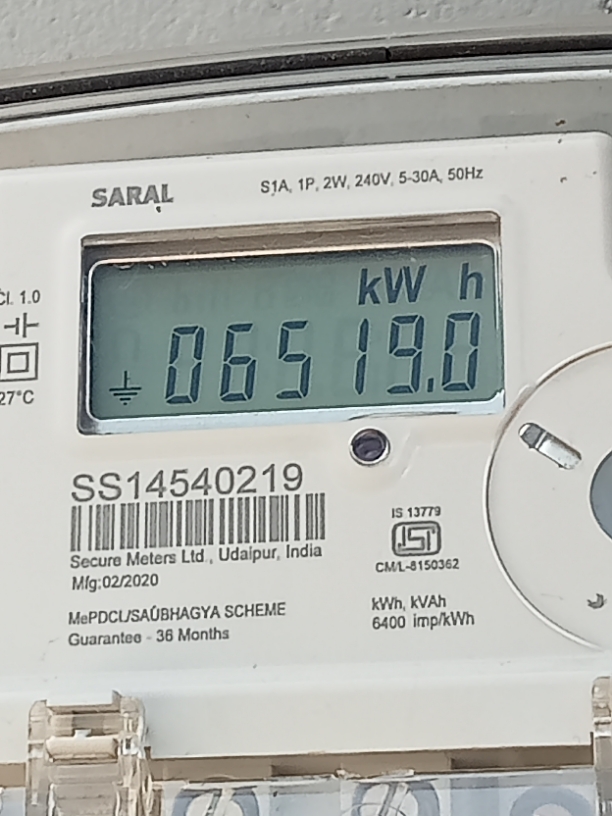 SARAL
S1A, 1P, 2W, 240V, 5-30A, 50Hz
Cl. 1.0
27°C
kW h
06519.0
SS14540219
Secure Meters Ltd., Udaipur, India
Mfg:02/2020
MePDCL/SAUBHAGYA SCHEME
Guarantee - 36 Months
IS 13779
ISI
CM/L-8150362
kWh, kVAh
6400 imp/kWh